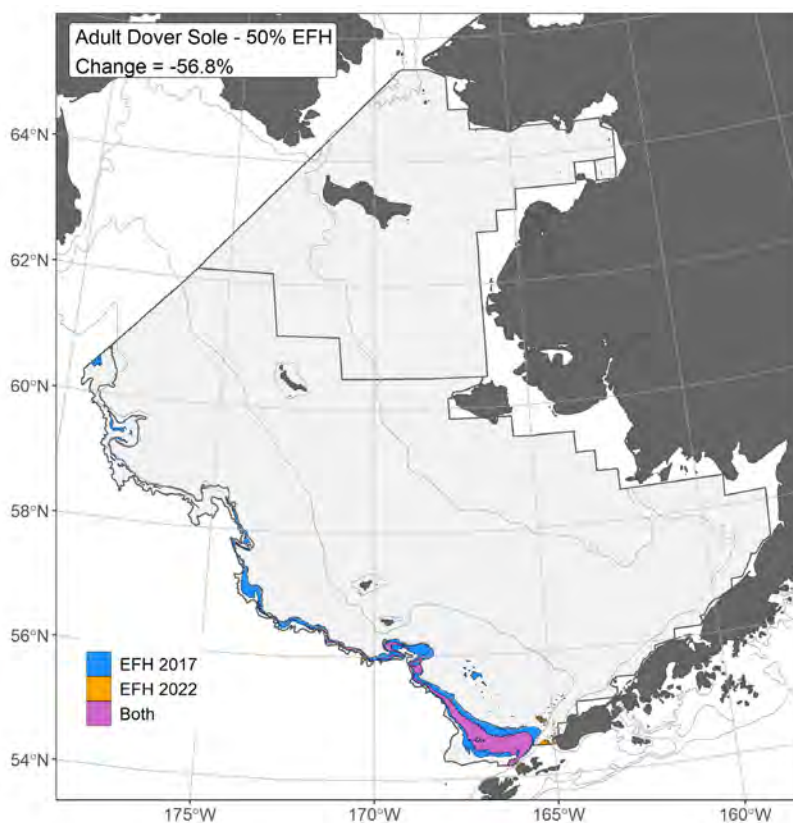 Adult Dover Sole - 50% EFH
Change = -56.8%
64°N
62°N
60°N
58°N
56°N
54°N
EFH 2017
EFH 2022
Both
175°W
170°W
165°W
160°W